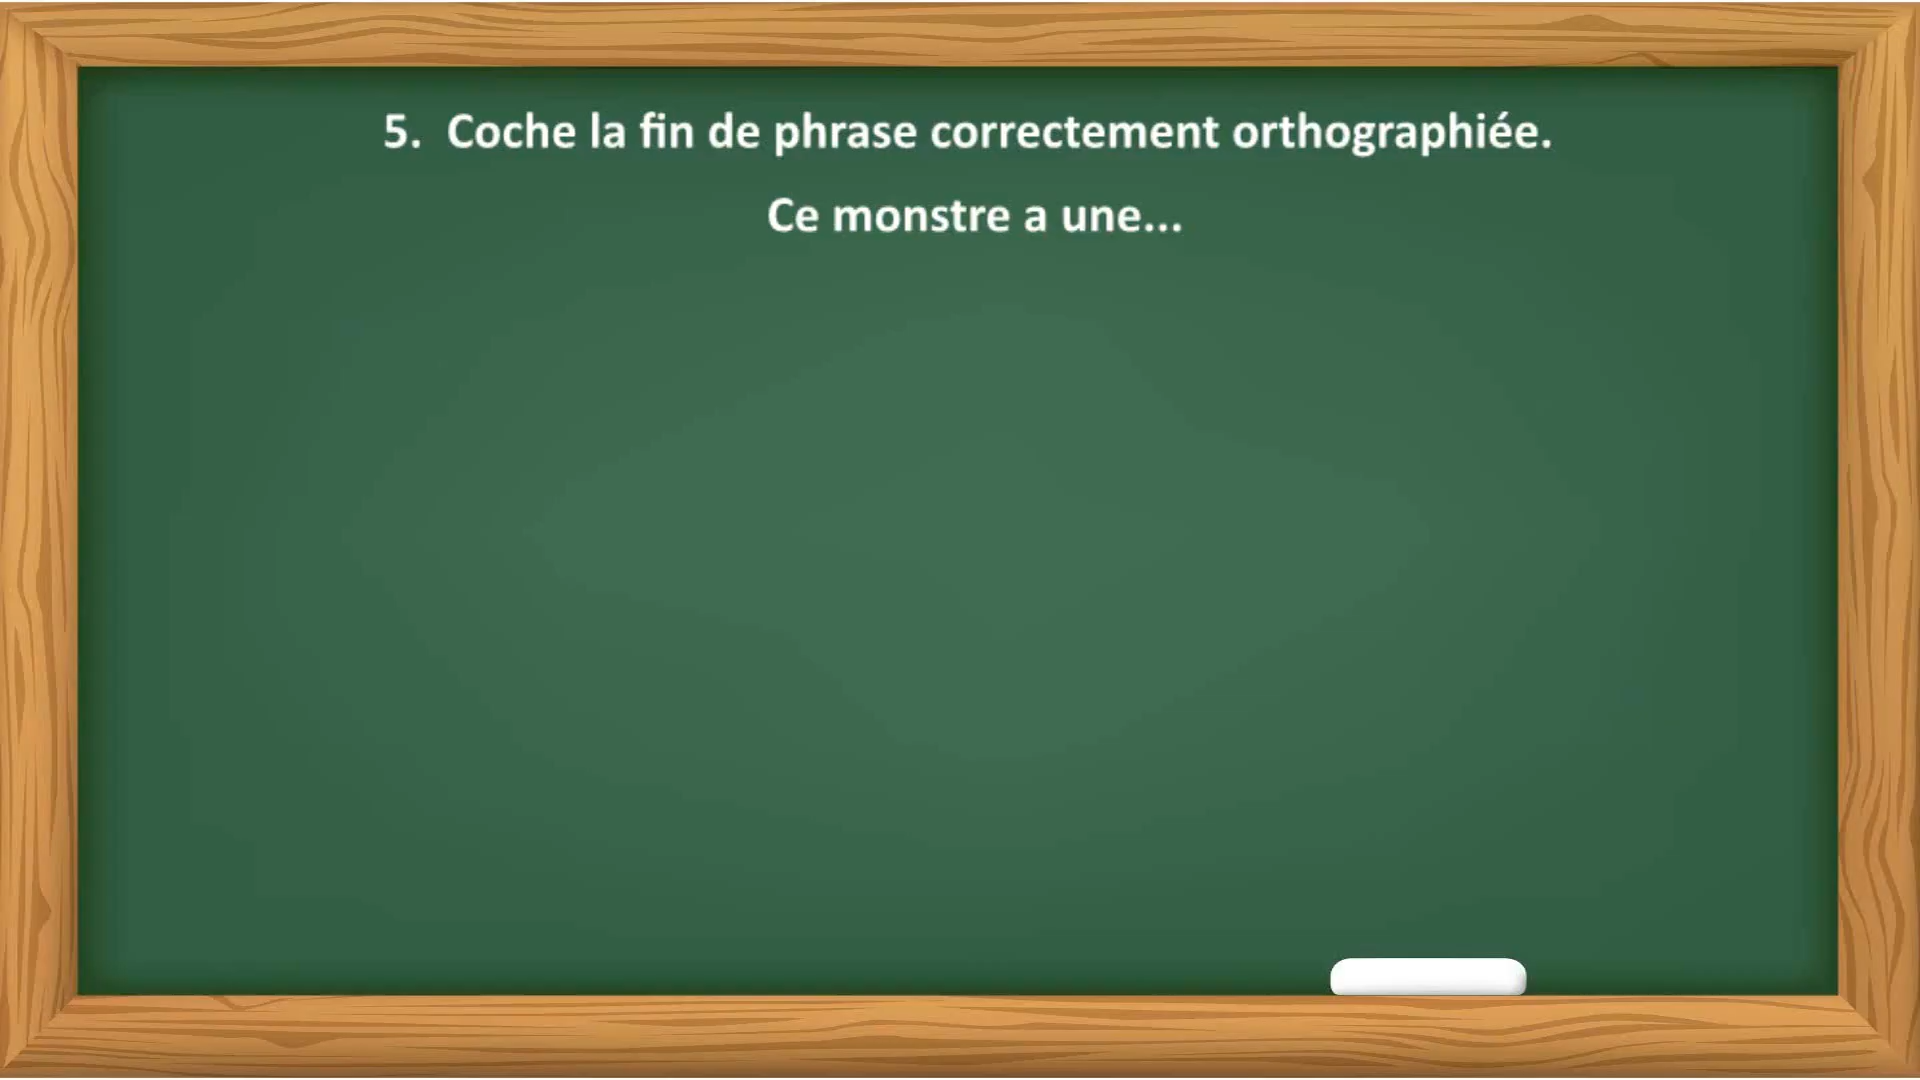 5. Coche la fin de phrase correctement orthographiée.
Ce monstre a une...